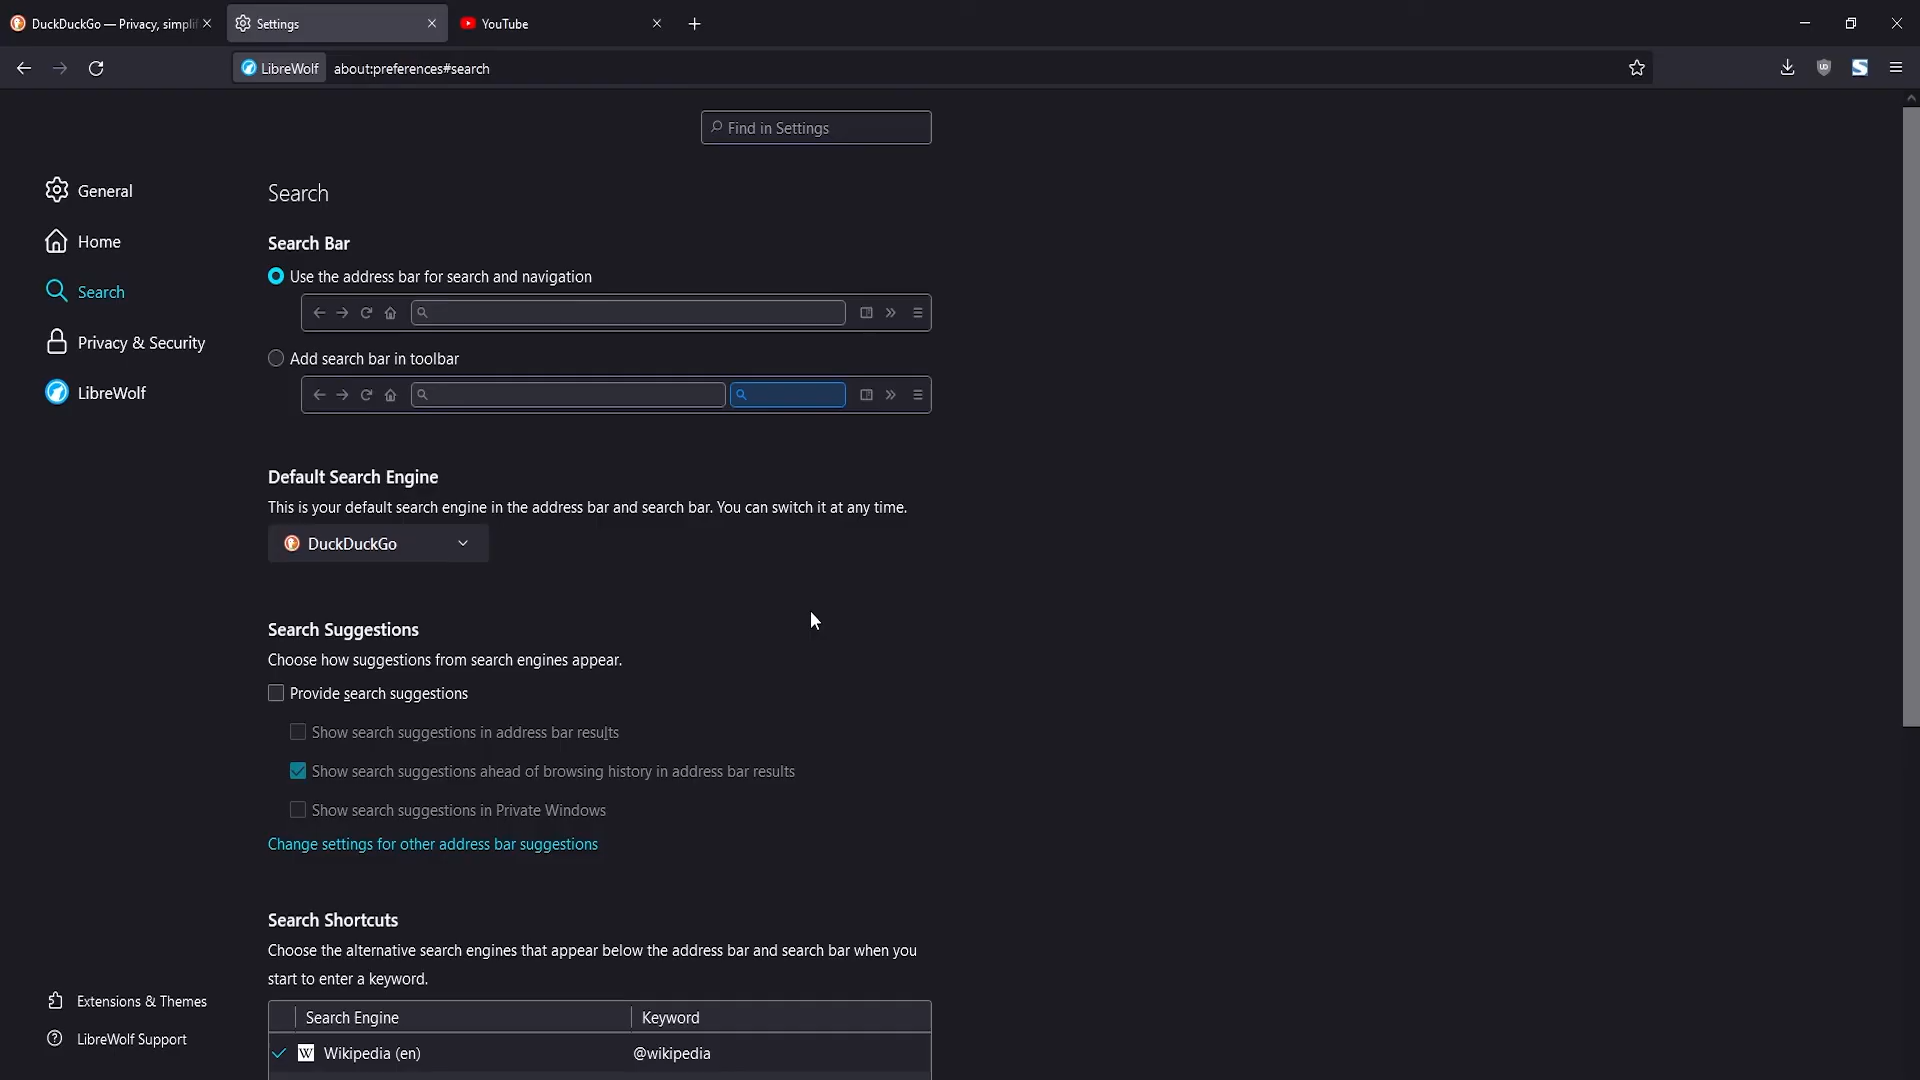 DuckDuckGo — Privacy, simplif
Settings
YouTube
LibreWolf
about:preferences#search
Find in Settings
General
Home
Search
Privacy & Security
LibreWolf
Search
Search Bar
Use the address bar for search and navigation
Add search bar in toolbar
Default Search Engine
This is your default search engine in the address bar and search bar. You can switch it at any time.
DuckDuckGo
Search Suggestions
Choose how suggestions from search engines appear.
Provide search suggestions
Show search suggestions in address bar results
Show search suggestions ahead of browsing history in address bar results
Show search suggestions in Private Windows
Change settings for other address bar suggestions
Search Shortcuts
Choose the alternative search engines that appear below the address bar and search bar when you
start to enter a keyword.
Search Engine Keyword
W Wikipedia (en) @wikipedia
Extensions & Themes
LibreWolf Support